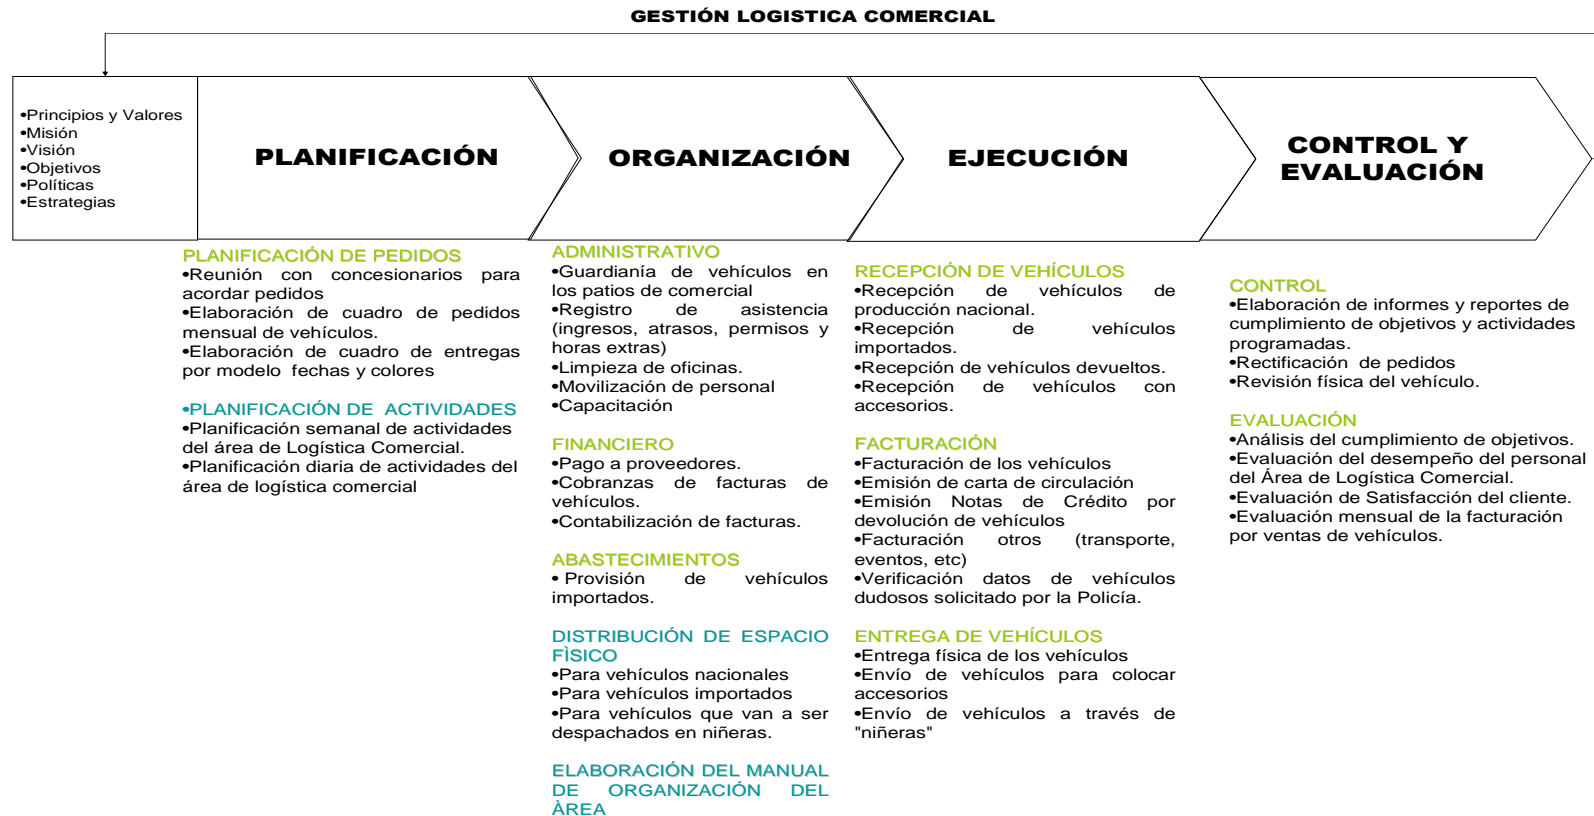 GESTIÓN LOGISTICA COMERCIAL
•Principios y Valores
•Misión
•Visión
•Objetivos
•Políticas
•Estrategias
PLANIFICACIÓN
ORGANIZACIÓN
EJECUCIÓN
CONTROL Y
EVALUACIÓN
PLANIFICACIÓN DE PEDIDOS
•Reunión con concesionarios para
acordar pedidos
•Elaboración de cuadro de pedidos
mensual de vehículos.
•Elaboración de cuadro de entregas
por modelo fechas y colores
•PLANIFICACIÓN DE ACTIVIDADES
•Planificación semanal de actividades
del área de Logística Comercial.
•Planificación diaria de actividades del
área de logística comercial
ADMINISTRATIVO
•Guardianía de vehículos en
los patios de comercial
•Registro de asistencia
(ingresos, atrasos, permisos y
horas extras)
•Limpieza de oficinas.
•Movilización de personal
•Capacitación
FINANCIERO
•Pago a proveedores.
•Cobranzas de facturas de
vehículos.
•Contabilización de facturas.
ABASTECIMIENTOS
• Provisión de vehículos
importados.
DISTRIBUCIÓN DE ESPACIO
FÌSICO
•Para vehículos nacionales
•Para vehículos importados
•Para vehículos que van a ser
despachados en niñeras.
ELABORACIÓN DEL MANUAL
DE ORGANIZACIÓN DEL
ÀREA
RECEPCIÓN DE VEHÍCULOS
•Recepción de vehículos de
producción nacional.
•Recepción de vehículos
importados.
•Recepción de vehículos devueltos.
•Recepción de vehículos con
accesorios.
FACTURACIÓN
•Facturación de los vehículos
•Emisión de carta de circulación
•Emisión Notas de Crédito por
devolución de vehículos
•Facturación otros (transporte,
eventos, etc)
•Verificación datos de vehículos
dudosos solicitado por la Policía.
ENTREGA DE VEHÍCULOS
•Entrega física de los vehículos
•Envío de vehículos para colocar
accesorios
•Envío de vehículos a través de
"niñeras"
CONTROL
•Elaboración de informes y reportes de
cumplimiento de objetivos y actividades
programadas.
•Rectificación de pedidos
•Revisión física del vehículo.
EVALUACIÓN
•Análisis del cumplimiento de objetivos.
•Evaluación del desempeño del personal
del Área de Logística Comercial.
•Evaluación de Satisfacción del cliente.
•Evaluación mensual de la facturación
por ventas de vehículos.